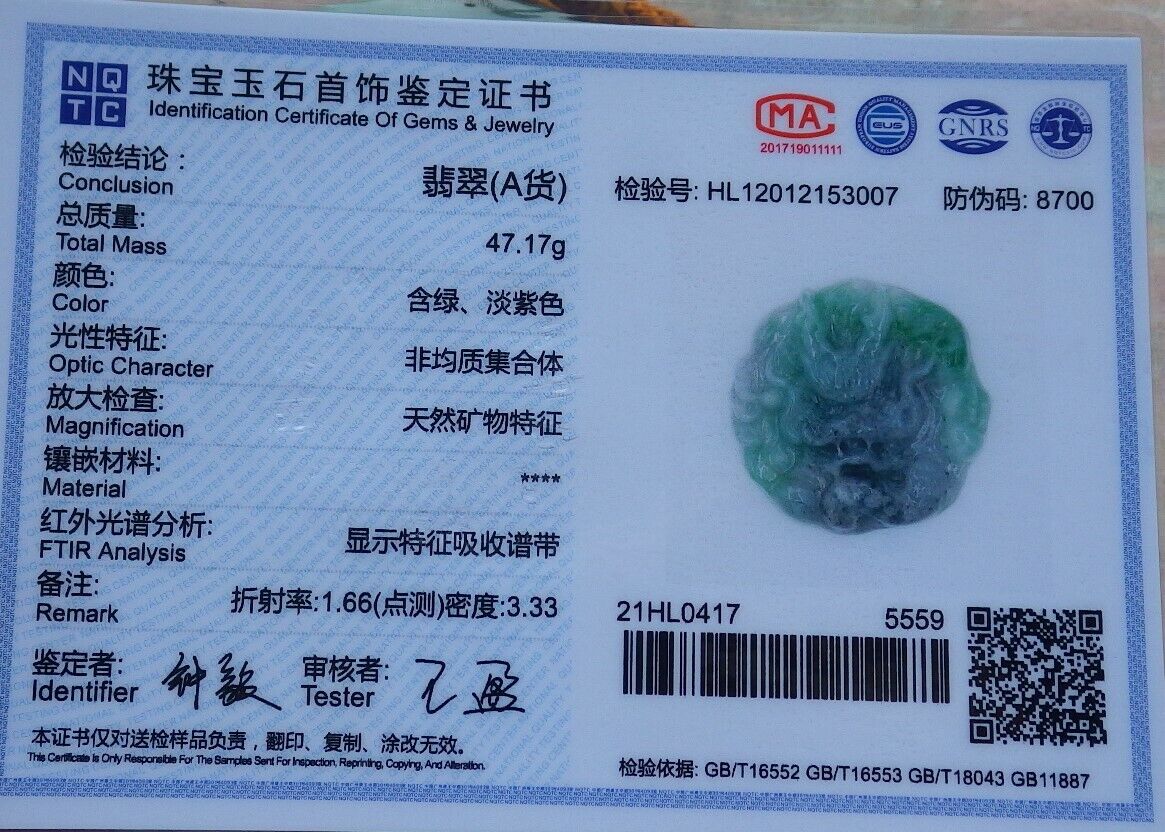 NQ
TC
珠宝玉石首饰鉴定证书
Identification Certificate Of Gems & Jewelry
检验结论：
Conclusion
翡翠(A货)
总质量:
Total Mass
47.17g
颜色:
Color
含绿、淡紫色
光性特征:
Optic Character
非均质集合体
放大检查:
Magnification
天然矿物特征
镶嵌材料:
Material
****
红外光谱分析:
FTIR Analysis
显示特征吸收谱带
备注:
Remark
折射率:1.66(点测)密度:3.33
鉴定者:
Identifier
审核者:
Tester
本证书仅对送检样品负责，翻印、复制、涂改无效。
This Certificate Is Only Responsible For The Samples Sent For Inspection, Reprinting, Copying, And Alteration.
MA
201719011111
EUS
GNRS
检验号: HL12012153007
防伪码: 8700
21HL0417
5559
检验依据: GB/T16552 GB/T16553 GB/T18043 GB11887